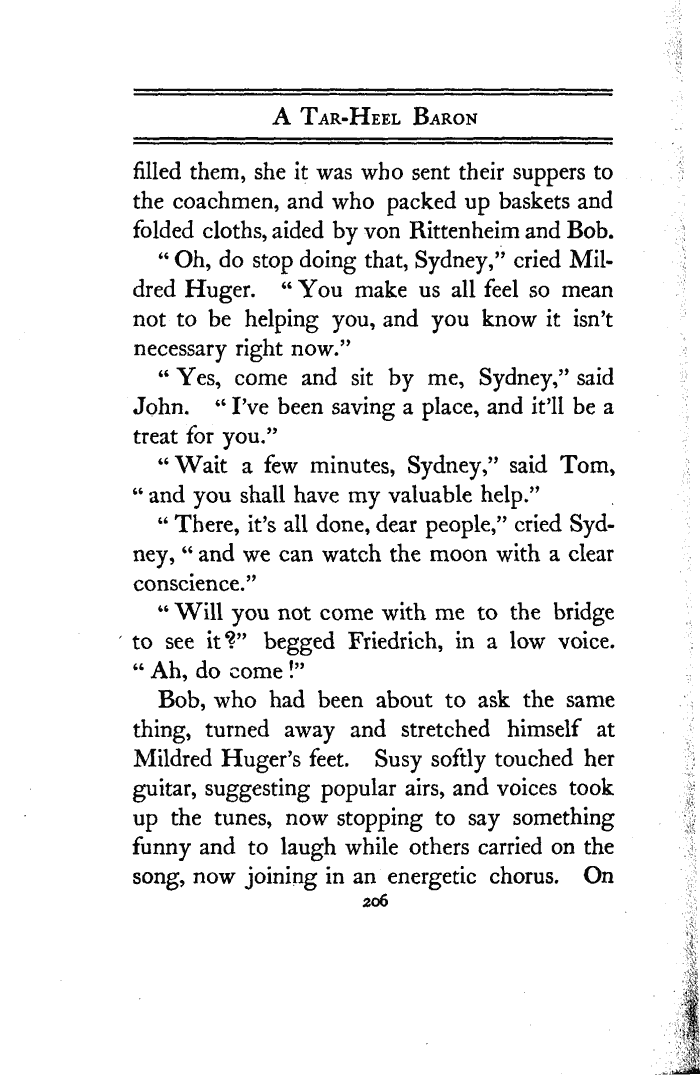 A Tar-Heel Baron
filled them, she it was who sent their suppers to
the coachmen, and who packed up baskets and
folded cloths, aided by von Rittenheim and Bob.
“Oh, do stop doing that, Sydney,” cried Mil-
dred Huger. “You make us all feel so mean
not to be helping you, and you know it isn't
necessary right now.”
“Yes, come and sit by me, Sydney,” said
John. “I've been saving a place, and it'll be a
treat for you.”
“Wait a few minutes, Sydney,” said Tom,
“and you shall have my valuable help.”
“There, it's all done, dear people,” cried Syd-
ney, “and we can watch the moon with a clear
conscience.”
“Will you not come with me to the bridge
to see it?” begged Friedrich, in a low voice.
“Ah, do come!”
Bob, who had been about to ask the same
thing, turned away and stretched himself at
Mildred Huger's feet. Susy softly touched her
guitar, suggesting popular airs, and voices took
up the tunes, now stopping to say something
funny and to laugh while others carried on the
song, now joining in an energetic chorus. On
206